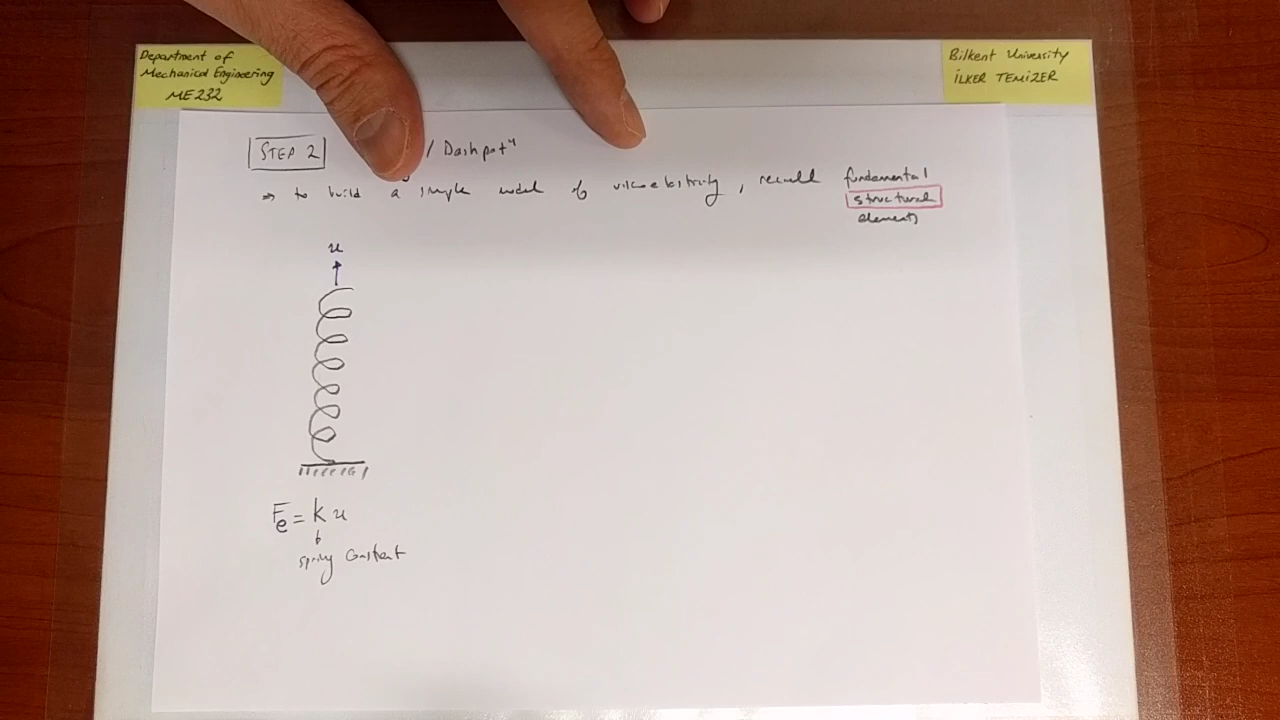 Department of
Mechanical Engineering
ME232
Bilkent University
İLKER TEMİZER
STEP 2 / Dashpot"
⇒ to build a simple model of viscoelasticity, recall fundamental
structural
elements
u
Fe = k u
spring constant